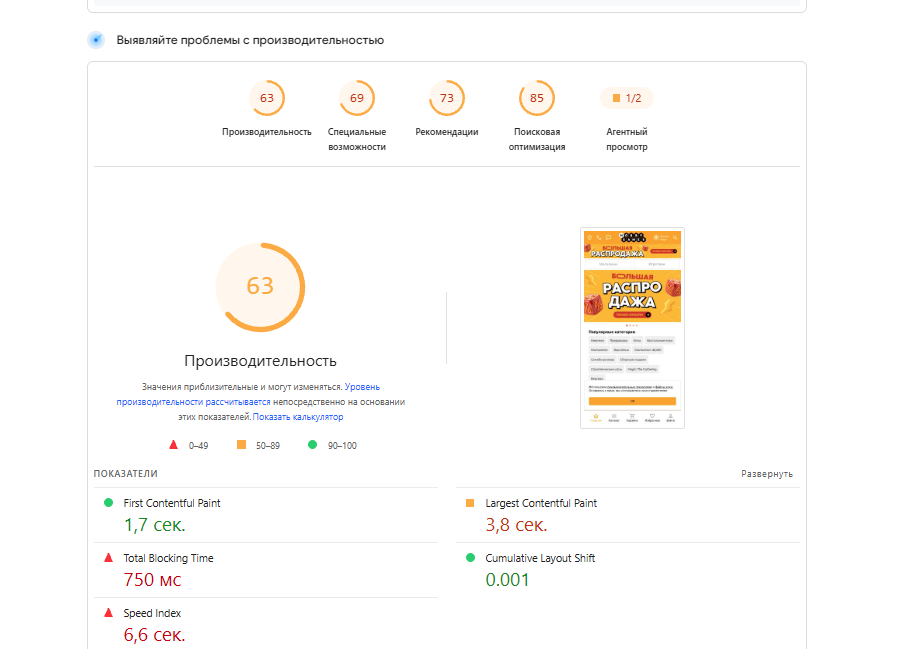 Выявляйте проблемы с производительностью
63
69
73
85
1/2
Производительность
Специальные
возможности
Рекомендации
Поисковая
оптимизация
Агентный
просмотр
63
Производительность
Значения приблизительные и могут изменяться. Уровень
производительности рассчитывается непосредственно на основании
этих показателей. Показать калькулятор
0–49
50–89
90–100
БОЛЬШАЯ
РАСПРОДАЖА
БОЛЬШАЯ
РАСПРО
ДАЖА
Популярные категории
ПОКАЗАТЕЛИ
Развернуть
First Contentful Paint
1,7 сек.
Largest Contentful Paint
3,8 сек.
Total Blocking Time
750 мс
Cumulative Layout Shift
0.001
Speed Index
6,6 сек.